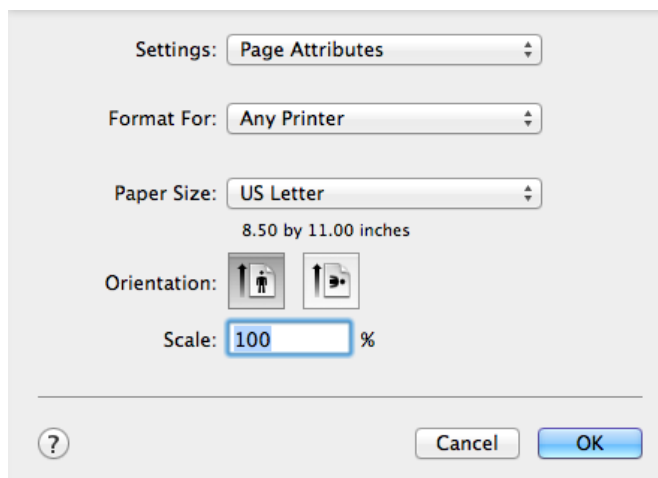 Settings: Page Attributes
Format For: Any Printer
Paper Size: US Letter
8.50 by 11.00 inches
Orientation:
Scale: 100 %
? Cancel OK